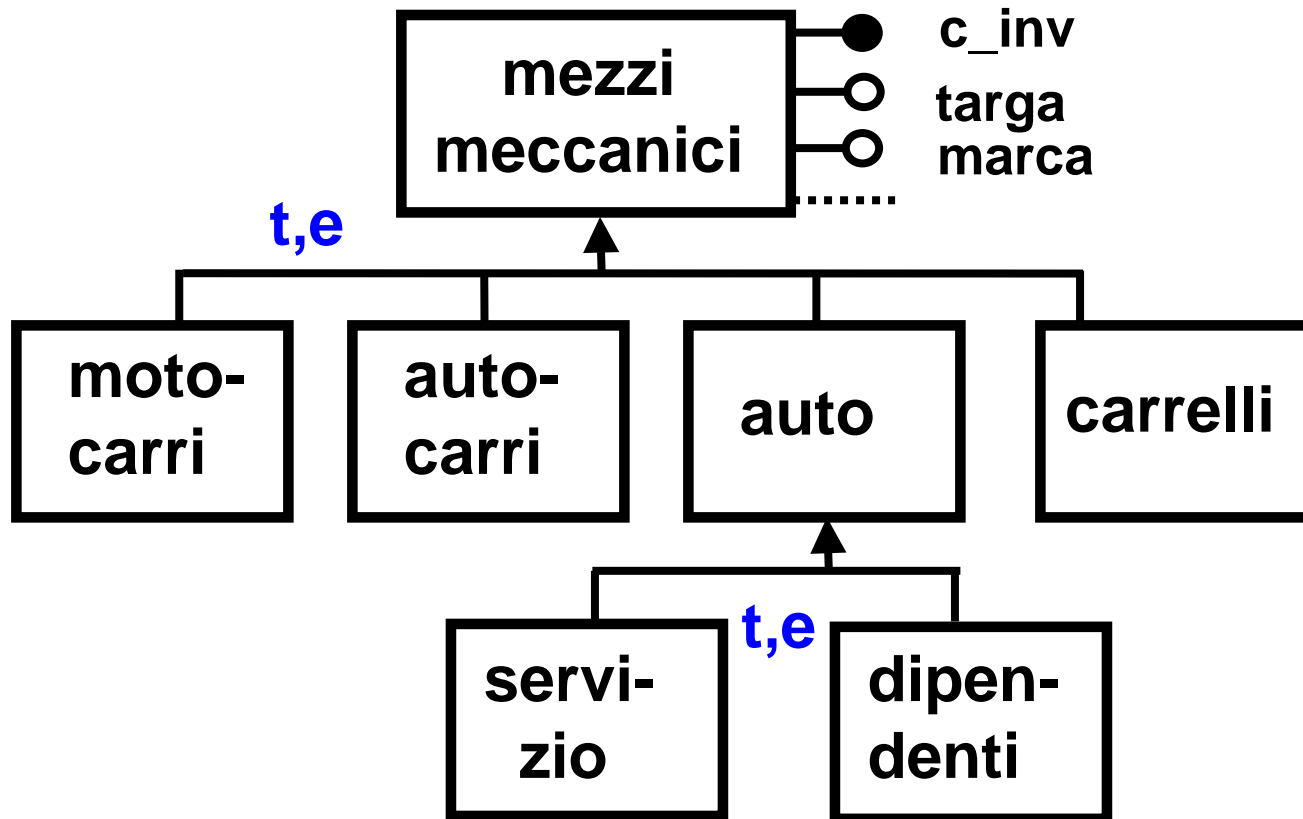 mezzi
meccanici
c_inv
targa
marca
t,e
moto-
carri
auto-
carri
auto
carrelli
t,e
servi-
zio
dipen-
denti